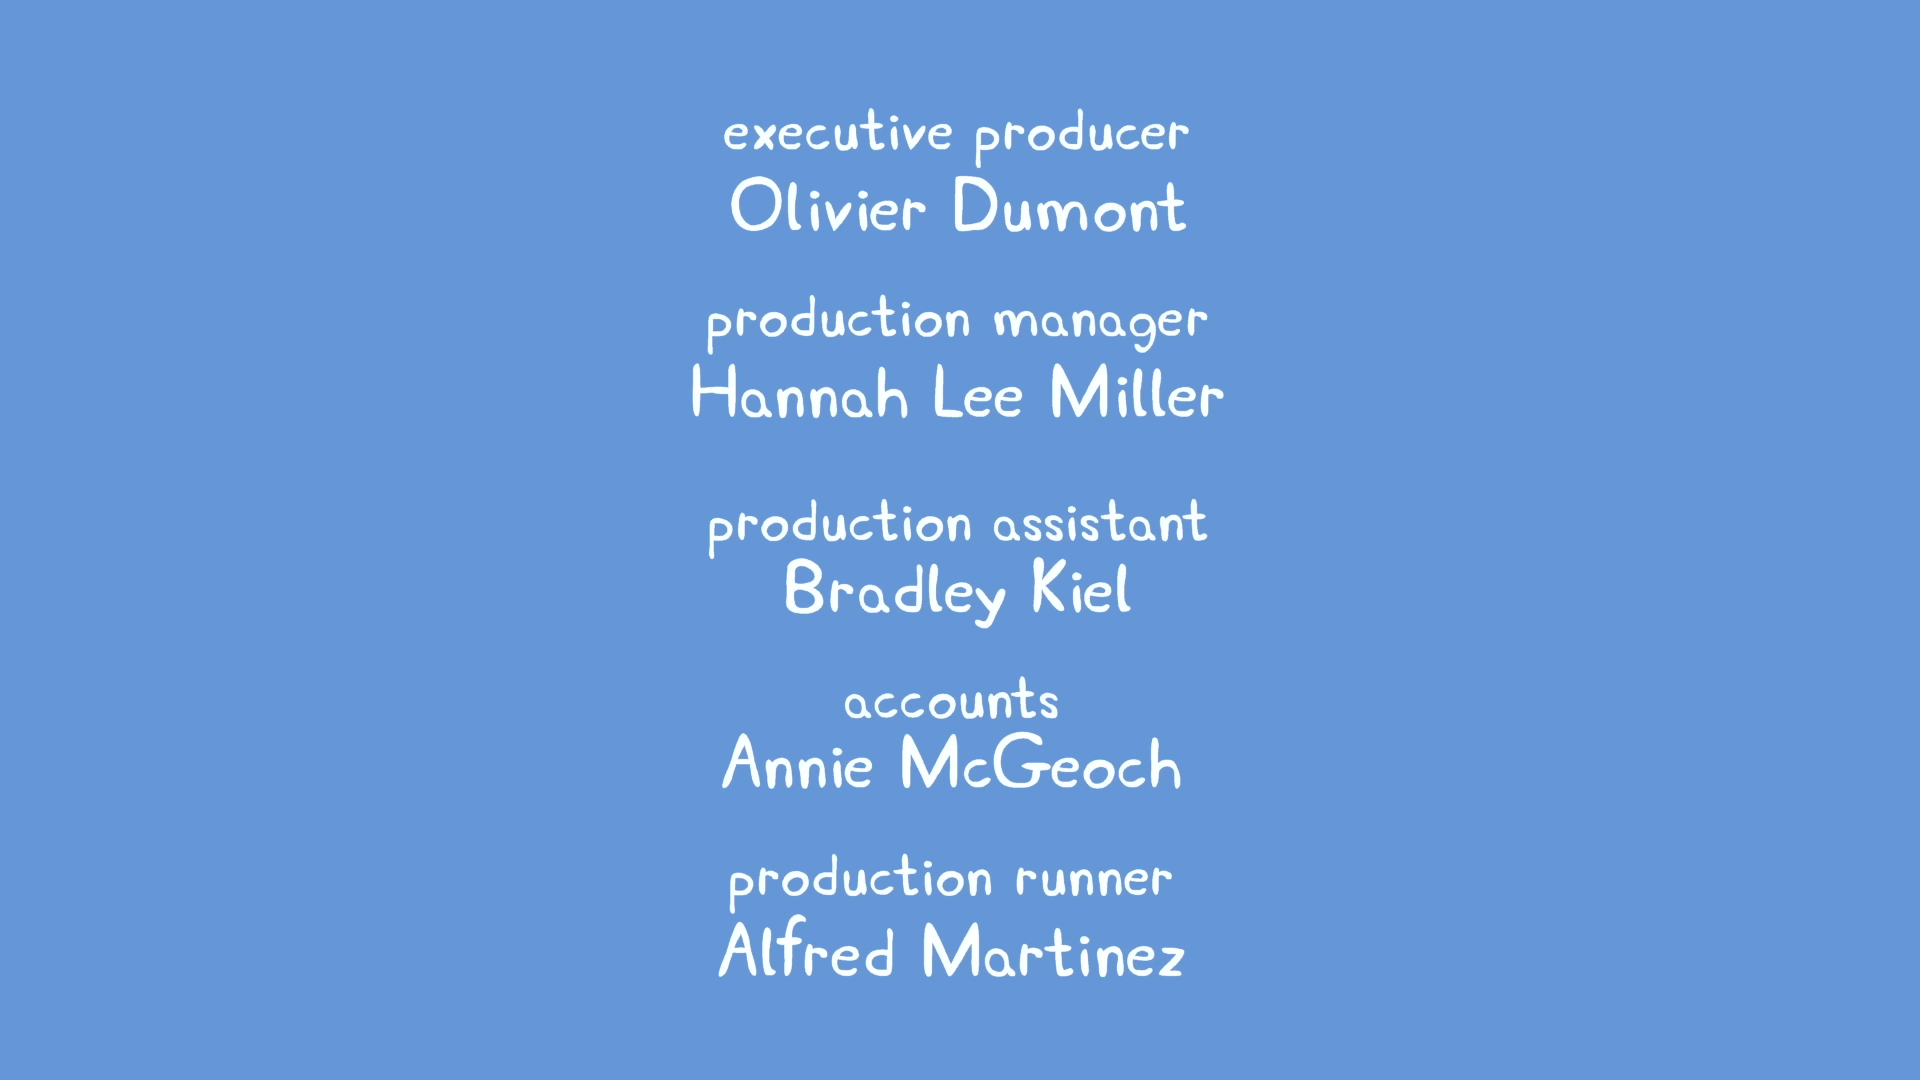 executive producer
Olivier Dumont
production manager
Hannah Lee Miller
production assistant
Bradley Kiel
accounts
Annie McGeoch
production runner
Alfred Martinez